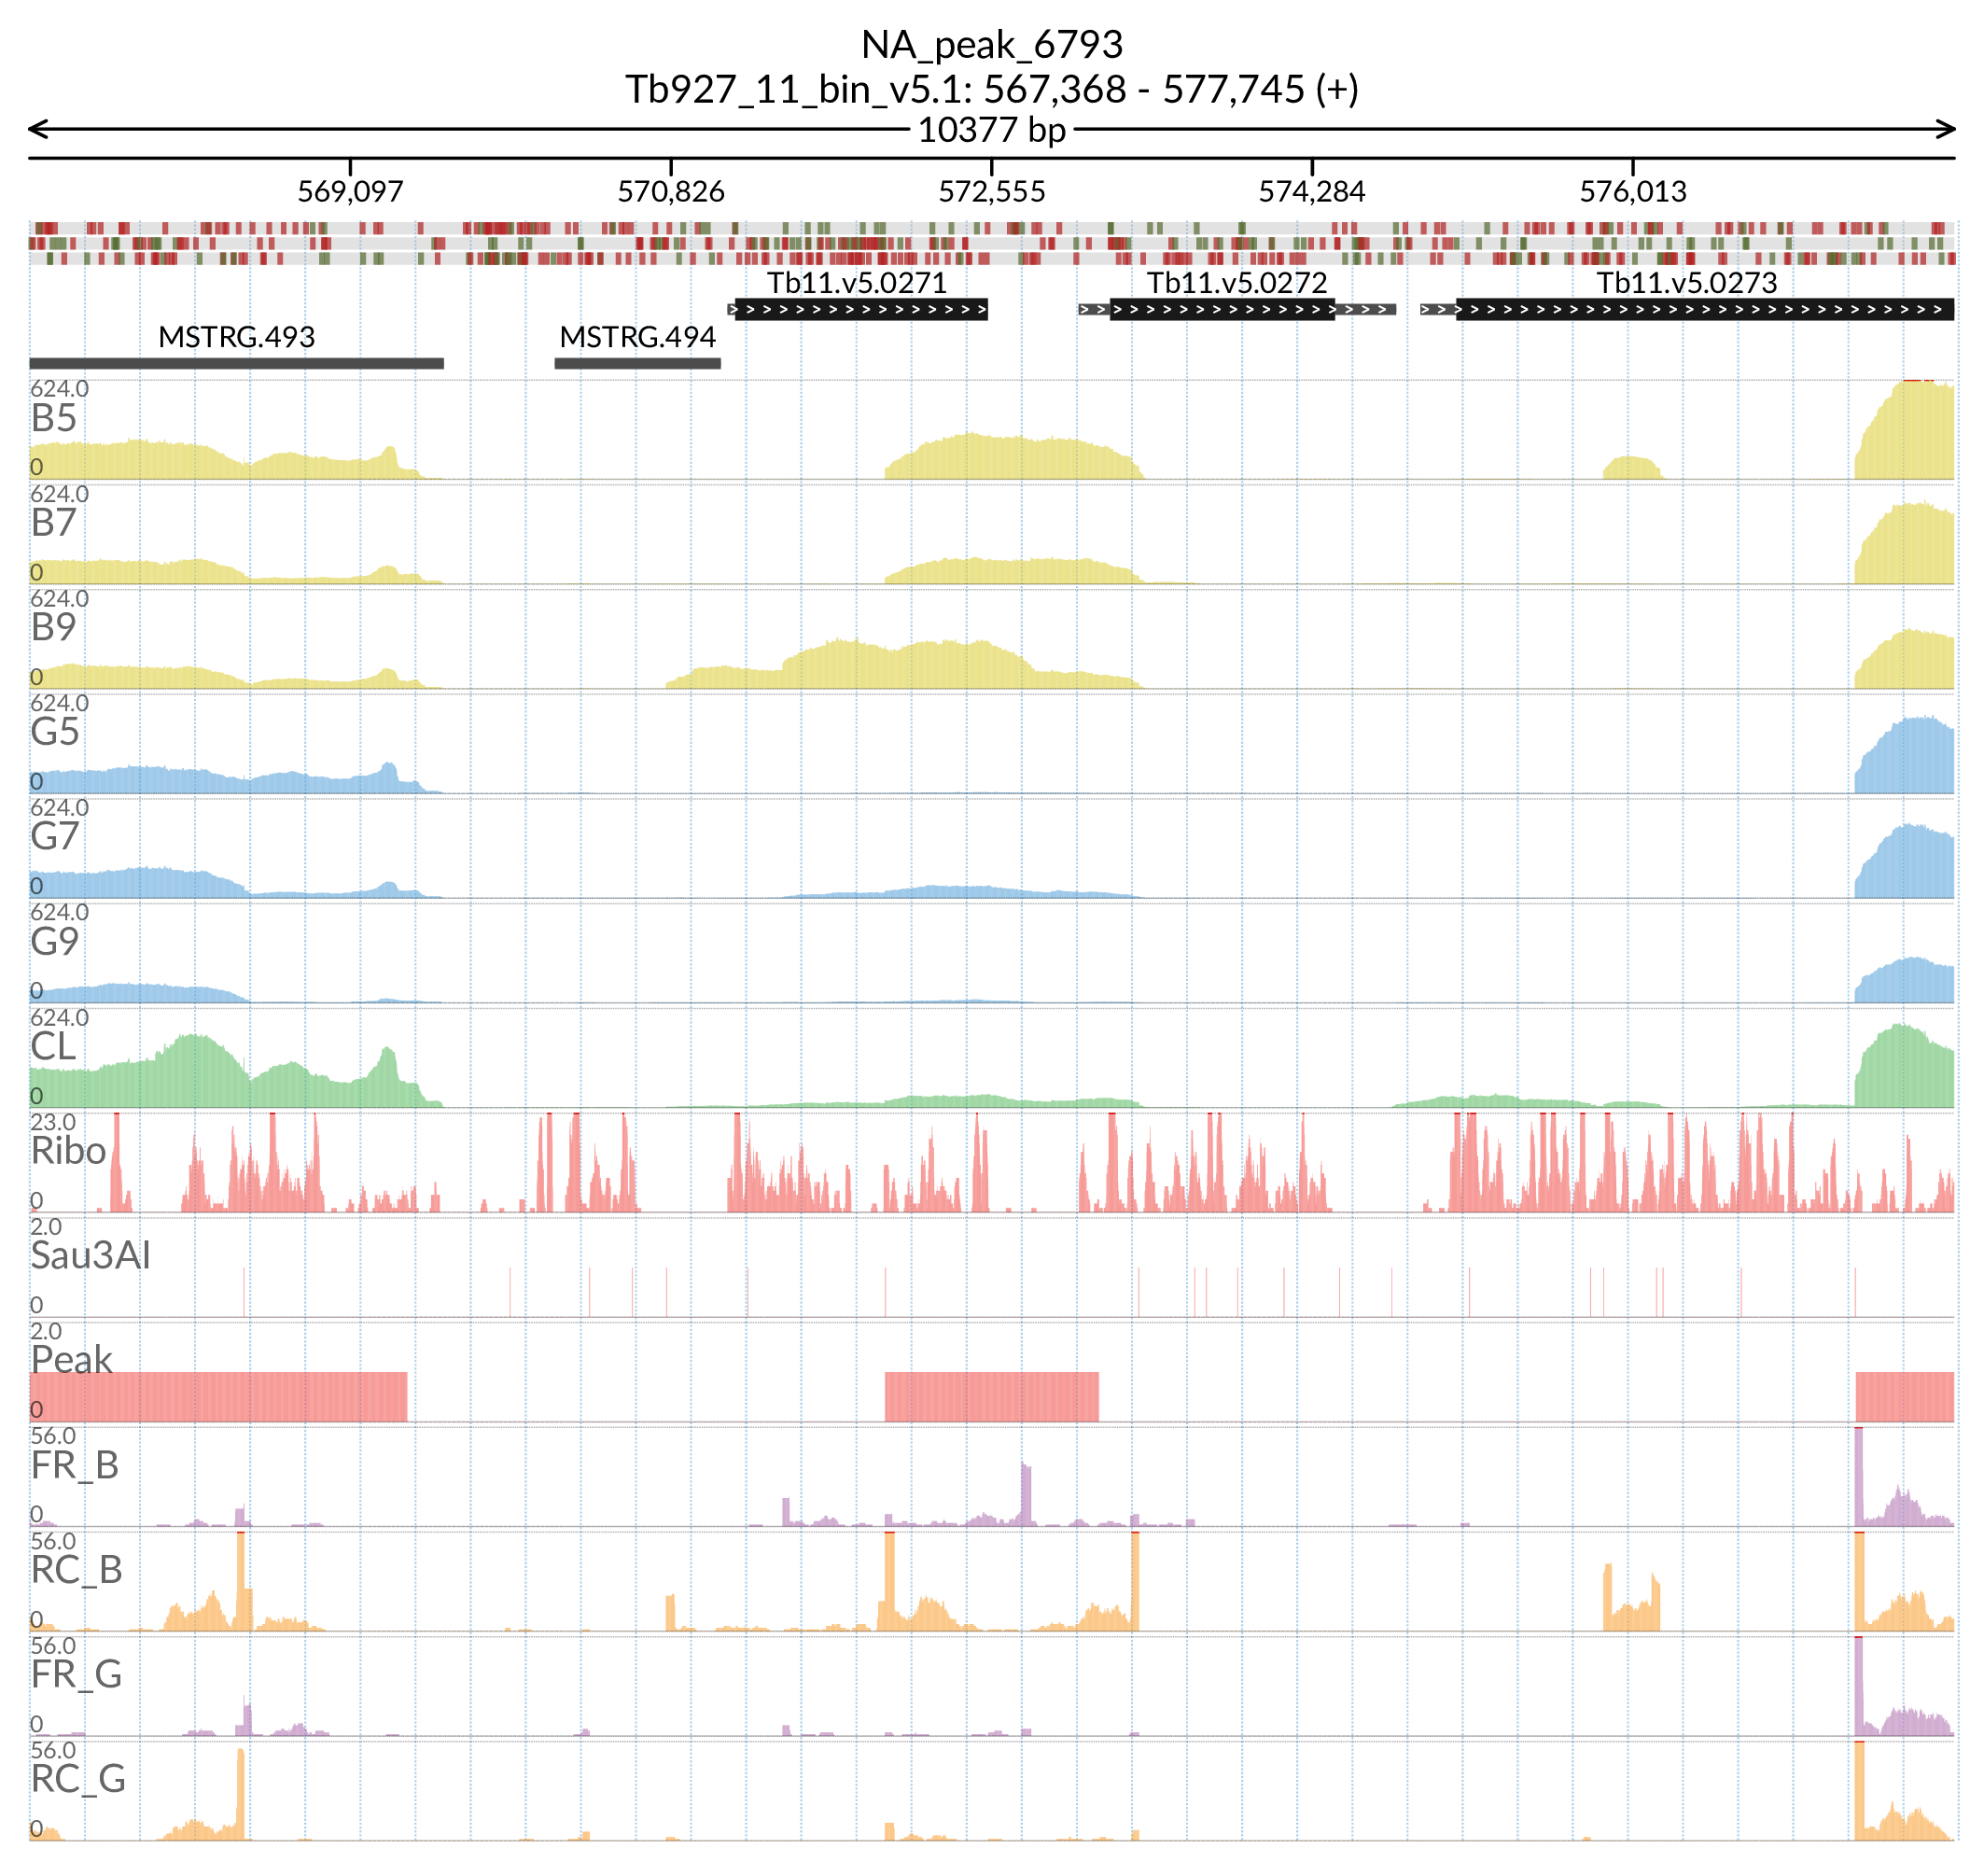 NA_peak_6793
Tb927_11_bin_v5.1: 567,368 - 577,745 (+)
10377 bp
569,097 570,826 572,555 574,284 576,013
Tb11.v5.0271 Tb11.v5.0272 Tb11.v5.0273
MSTRG.493 MSTRG.494
624.0
B5
0
624.0
B7
0
624.0
B9
0
624.0
G5
0
624.0
G7
0
624.0
G9
0
624.0
CL
0
23.0
Ribo
0
2.0
Sau3AI
0
2.0
Peak
0
56.0
FR_B
0
56.0
RC_B
0
56.0
FR_G
0
56.0
RC_G
0